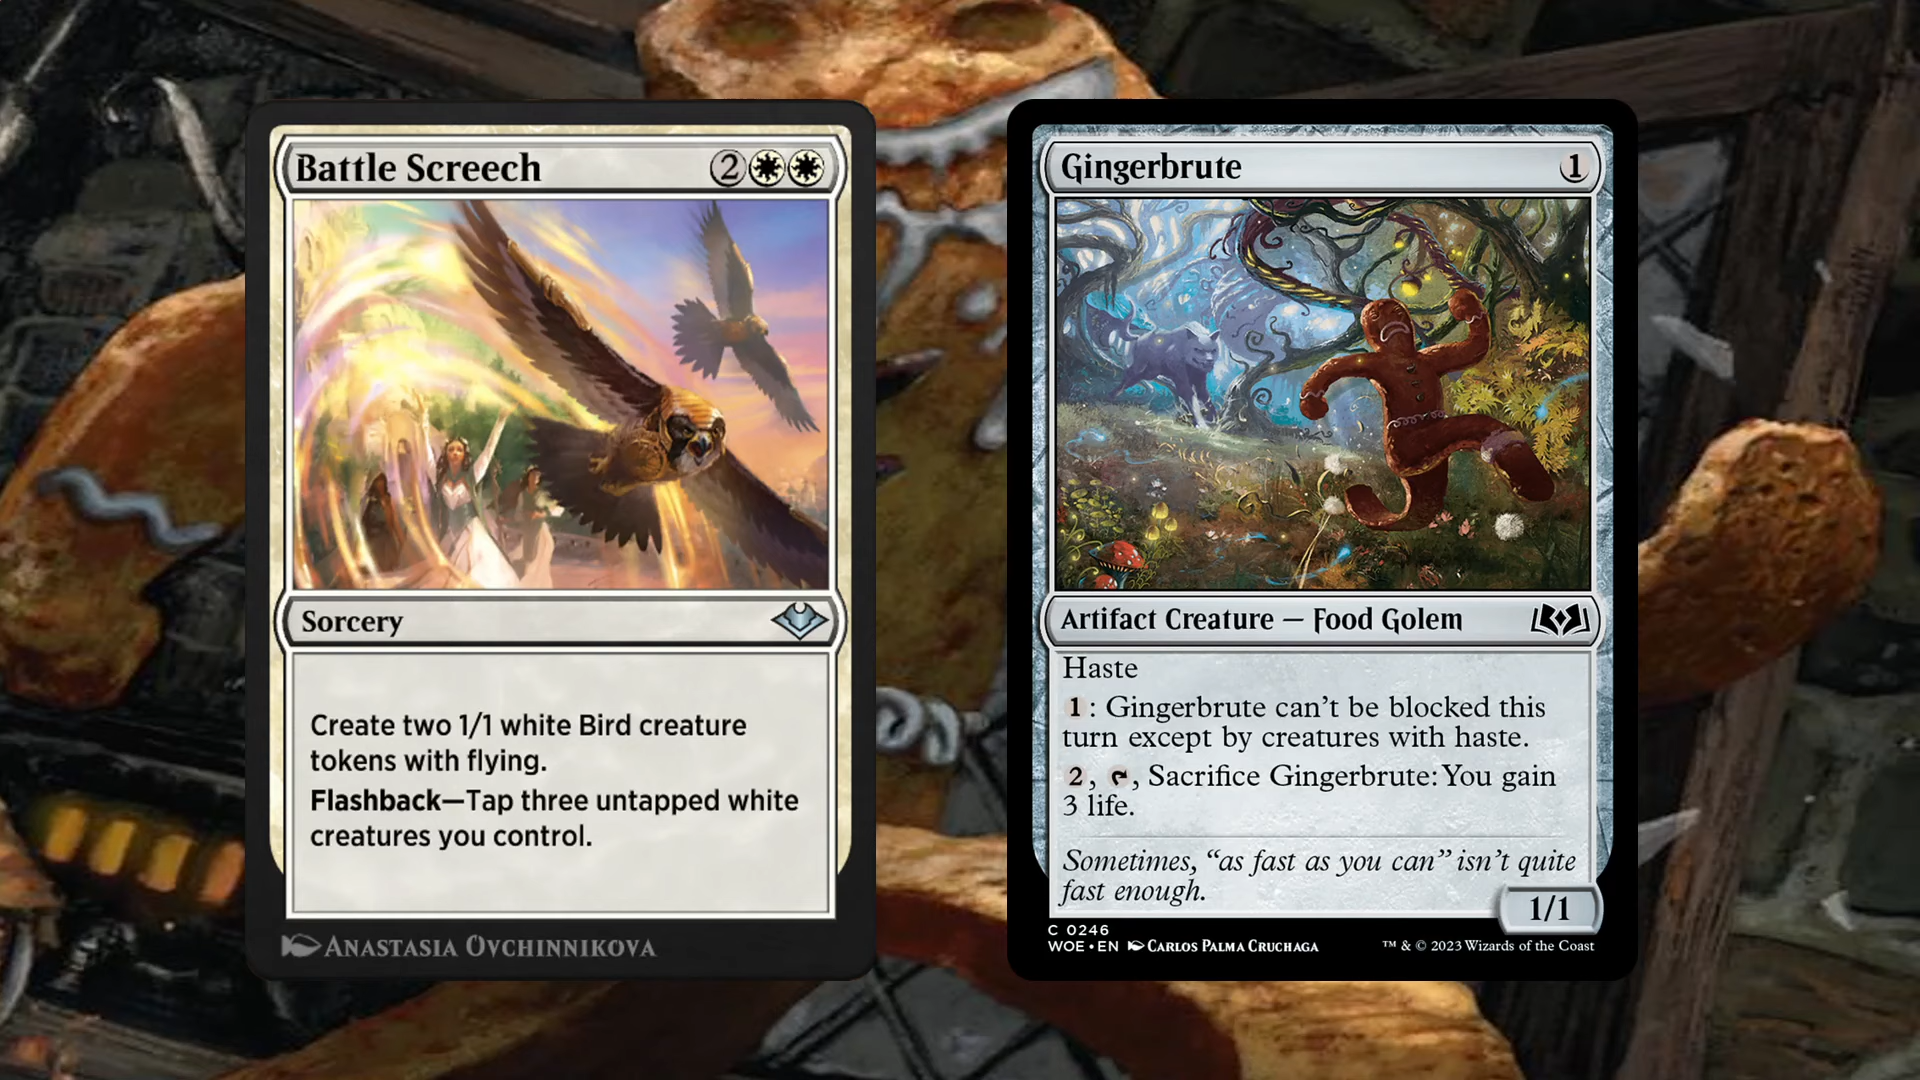 Battle Screech 2
Sorcery
Create two 1/1 white Bird creature
tokens with flying.
Flashback—Tap three untapped white
creatures you control.
Anastasia Ovchinnikova
Gingerbrute 1
Artifact Creature — Food Golem
Haste
1: Gingerbrute can't be blocked this
turn except by creatures with haste.
2, , Sacrifice Gingerbrute: You gain
3 life.
Sometimes, “as fast as you can” isn't quite
fast enough.
1/1
C 0246
WOE • EN Carlos Palma Cruchaga ™ & © 2023 Wizards of the Coast